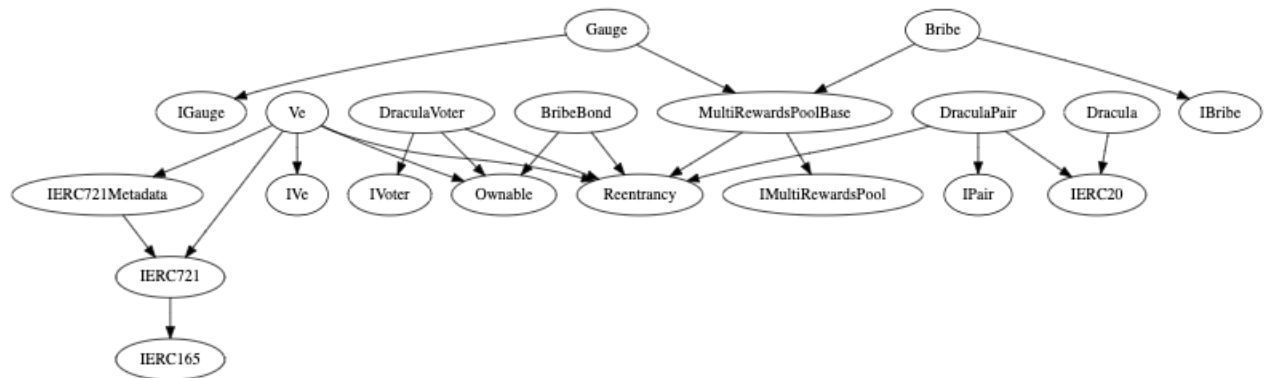 Gauge
Bribe
IGauge
Ve
DraculaVoter
BribeBond
MultiRewardsPoolBase
DraculaPair
Dracula
IBribe
IERC721Metadata
IVe
IVoter
Ownable
Reentrancy
IMultiRewardsPool
IPair
IERC20
IERC721
IERC165